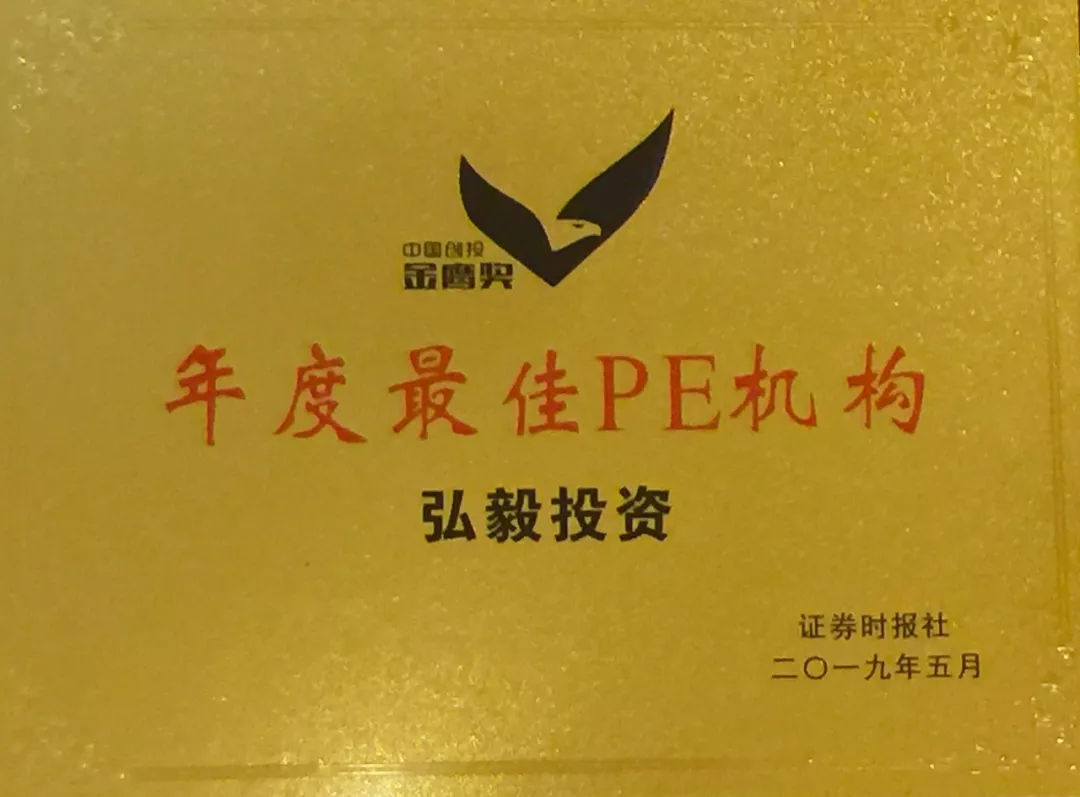 中国创投
金鹰奖
年度最佳PE机构
弘毅投资
证券时报社
二〇一九年五月